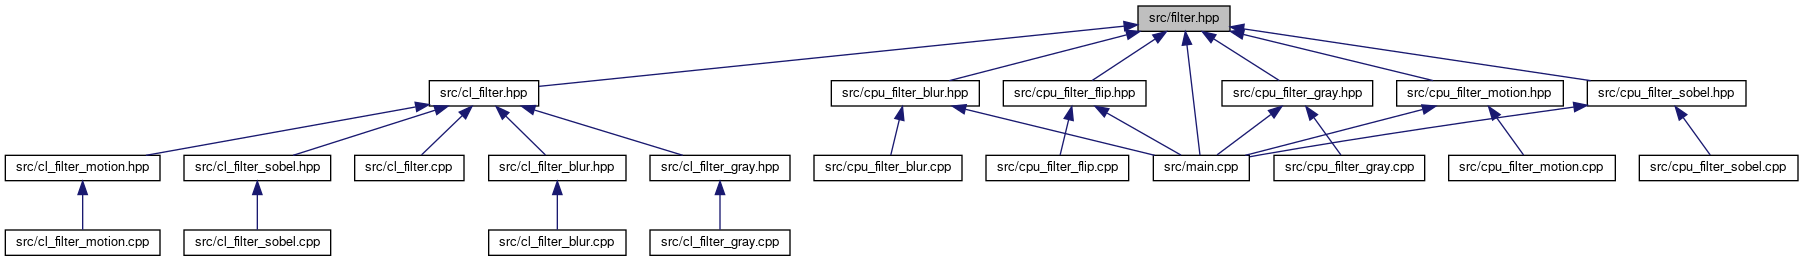 src/filter.hpp
src/cl_filter.hpp
src/cpu_filter_blur.hpp
src/cpu_filter_flip.hpp
src/cpu_filter_gray.hpp
src/cpu_filter_motion.hpp
src/cpu_filter_sobel.hpp
src/cl_filter_motion.hpp
src/cl_filter_sobel.hpp
src/cl_filter.cpp
src/cl_filter_blur.hpp
src/cl_filter_gray.hpp
src/cpu_filter_blur.cpp
src/cpu_filter_flip.cpp
src/main.cpp
src/cpu_filter_gray.cpp
src/cpu_filter_motion.cpp
src/cpu_filter_sobel.cpp
src/cl_filter_motion.cpp
src/cl_filter_sobel.cpp
src/cl_filter_blur.cpp
src/cl_filter_gray.cpp